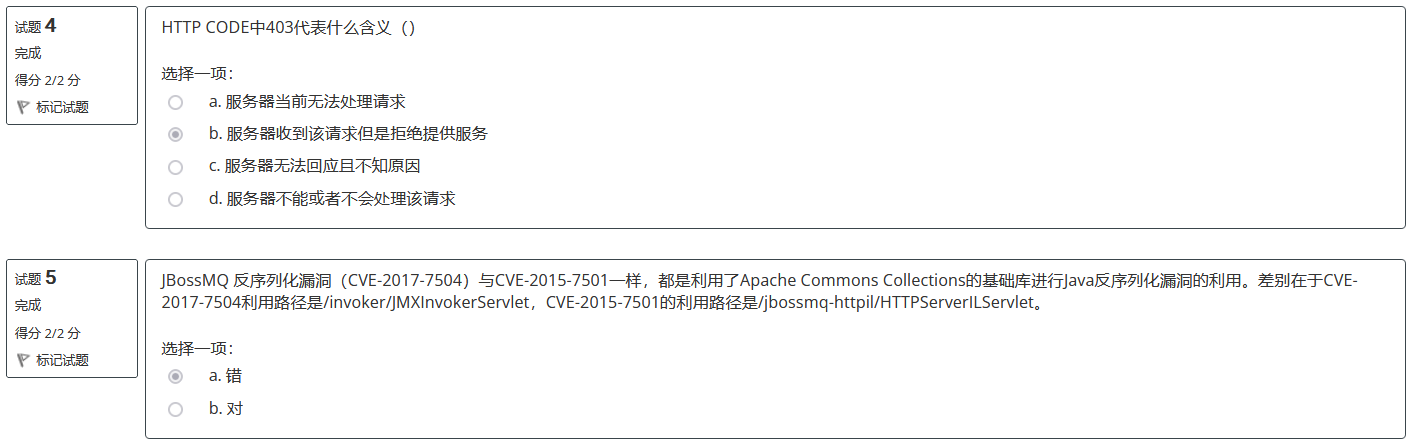 试题 4
完成
得分 2/2 分
标记试题
HTTP CODE中403代表什么含义（）
选择一项：
a. 服务器当前无法处理请求
b. 服务器收到该请求但是拒绝提供服务
c. 服务器无法回应且不知原因
d. 服务器不能或者不会处理该请求
试题 5
完成
得分 2/2 分
标记试题
JBossMQ 反序列化漏洞（CVE-2017-7504）与CVE-2015-7501一样，都是利用了Apache Commons Collections的基础库进行Java反序列化漏洞的利用。差别在于CVE-
2017-7504利用路径是/invoker/JMXInvokerServlet，CVE-2015-7501的利用路径是/jbossmq-httpil/HTTPServerILServlet。
选择一项：
a. 错
b. 对